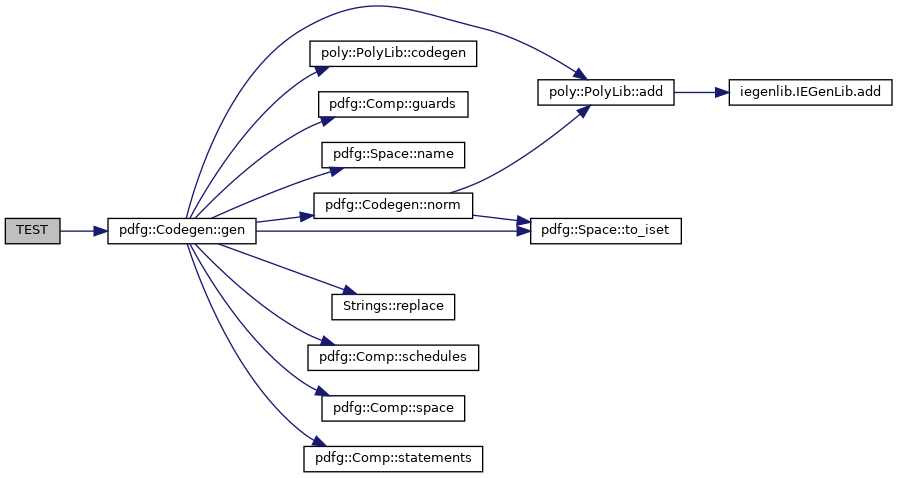 TEST
pdfg::Codegen::gen
poly::PolyLib::codegen
pdfg::Comp::guards
pdfg::Space::name
pdfg::Codegen::norm
Strings::replace
pdfg::Comp::schedules
pdfg::Comp::space
pdfg::Comp::statements
poly::PolyLib::add
pdfg::Space::to_iset
iegenlib.IEGenLib.add